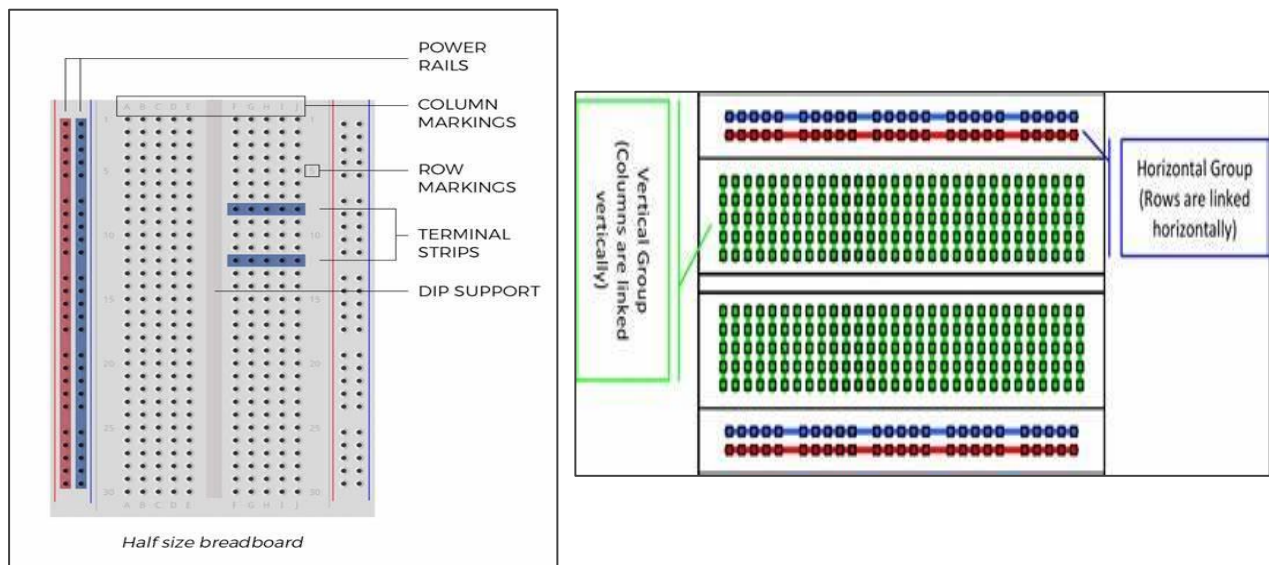 POWER
RAILS
COLUMN
MARKINGS
ROW
MARKINGS
TERMINAL
STRIPS
DIP SUPPORT
A B C D E F G H I J
1 1
5 5
10 10
15 15
20 20
25 25
30 30
A B C D E F G H I J
Half size breadboard
Vertical Group
(Columns are linked
vertically)
Horizontal Group
(Rows are linked
horizontally)